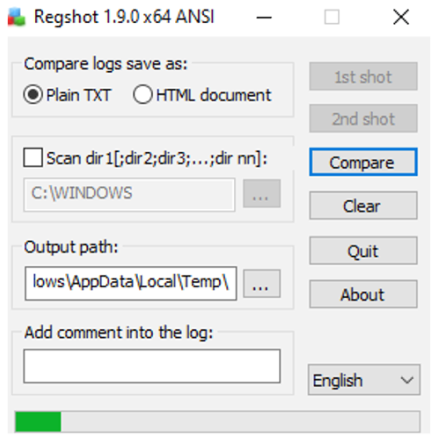 Regshot 1.9.0 x64 ANSI
Compare logs save as:
Plain TXT
HTML document
1st shot
2nd shot
Scan dir1[;dir2;dir3;...;dir nn]:
Compare
C:\WINDOWS
...
Clear
Output path:
Quit
lows\AppData\Local\Temp\
...
About
Add comment into the log:
English